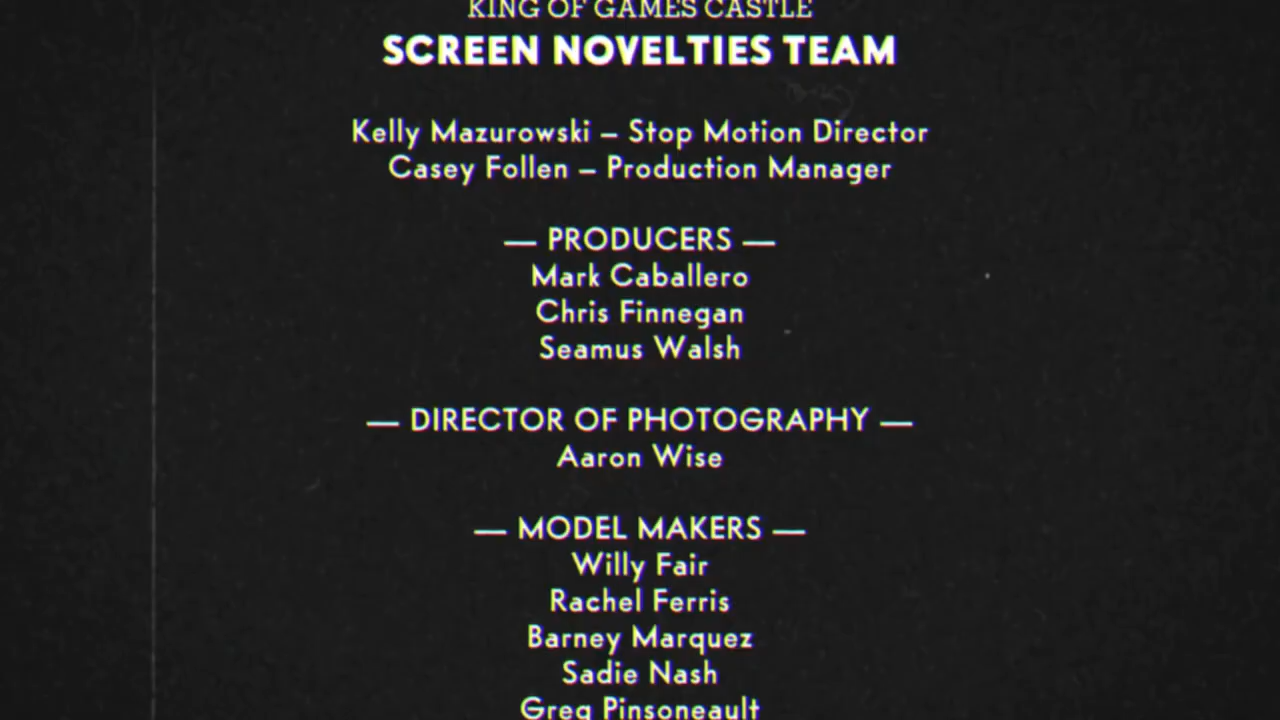 KING OF GAMES CASTLE
SCREEN NOVELTIES TEAM
Kelly Mazurowski – Stop Motion Director
Casey Follen – Production Manager
— PRODUCERS —
Mark Caballero
Chris Finnegan
Seamus Walsh
— DIRECTOR OF PHOTOGRAPHY —
Aaron Wise
— MODEL MAKERS —
Willy Fair
Rachel Ferris
Barney Marquez
Sadie Nash
Greg Pinsoneault